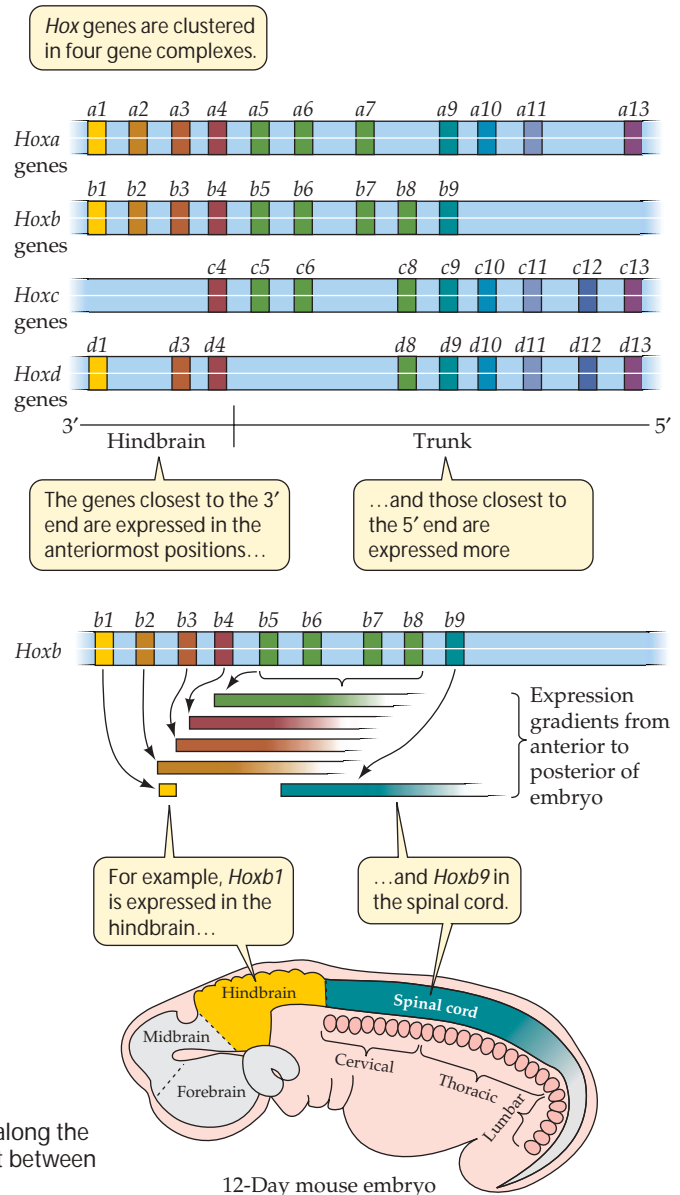 Hox genes are clustered
in four gene complexes.
a1 a2 a3 a4 a5 a6 a7 a9 a10 a11 a13
Hoxa
genes
b1 b2 b3 b4 b5 b6 b7 b8 b9
Hoxb
genes
c4 c5 c6 c8 c9 c10 c11 c12 c13
Hoxc
genes
d1 d3 d4 d8 d9 d10 d11 d12 d13
Hoxd
genes
3′ 5′
Hindbrain Trunk
The genes closest to the 3′
end are expressed in the
anteriormost positions…
…and those closest to
the 5′ end are
expressed more
b1 b2 b3 b4 b5 b6 b7 b8 b9
Hoxb
Expression
gradients from
anterior to
posterior of
embryo
For example, Hoxb1
is expressed in the
hindbrain…
…and Hoxb9 in
the spinal cord.
Hindbrain
Spinal cord
Midbrain
Forebrain
Cervical
Thoracic
Lumbar
along the
t between
12-Day mouse embryo